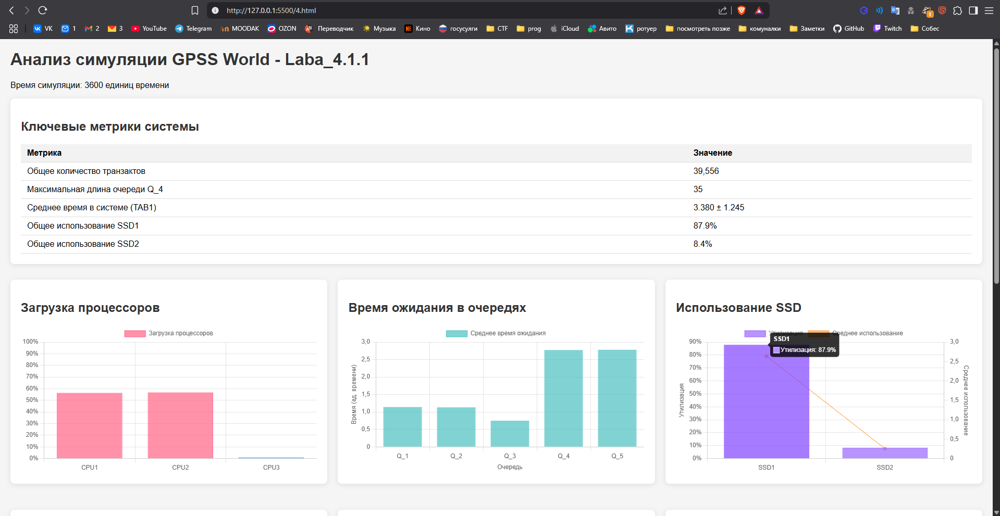 http://127.0.0.1:5500/4.html
1
VK
1
2
3
YouTube
Telegram
MOODAK
OZON
Переводчик
Музыка
Кино
госусулги
CTF
prog
iCloud
Авито
ротуер
посмотреть позже
комуналки
Заметки
GitHub
Twitch
Собес
Анализ симуляции GPSS World - Laba_4.1.1
Время симуляции: 3600 единиц времени
Ключевые метрики системы
Метрика Значение
Общее количество транзактов 39,556
Максимальная длина очереди Q_4 35
Среднее время в системе (TAB1) 3.380 ± 1.245
Общее использование SSD1 87.9%
Общее использование SSD2 8.4%
Загрузка процессоров
Загрузка процессоров
100%
90%
80%
70%
60%
50%
40%
30%
20%
10%
0%
CPU1 CPU2 CPU3
Время ожидания в очередях
Среднее время ожидания
Время (ед. времени)
3,0
2,5
2,0
1,5
1,0
0,5
0
Q_1 Q_2 Q_3 Q_4 Q_5
Очередь
Использование SSD
Утилизация Среднее использование
SSD1
Утилизация: 87.9%
Утилизация
90%
80%
70%
60%
50%
40%
30%
20%
10%
0%
3,0
2,5
2,0
1,5
1,0
0,5
0
Среднее использование
SSD1 SSD2